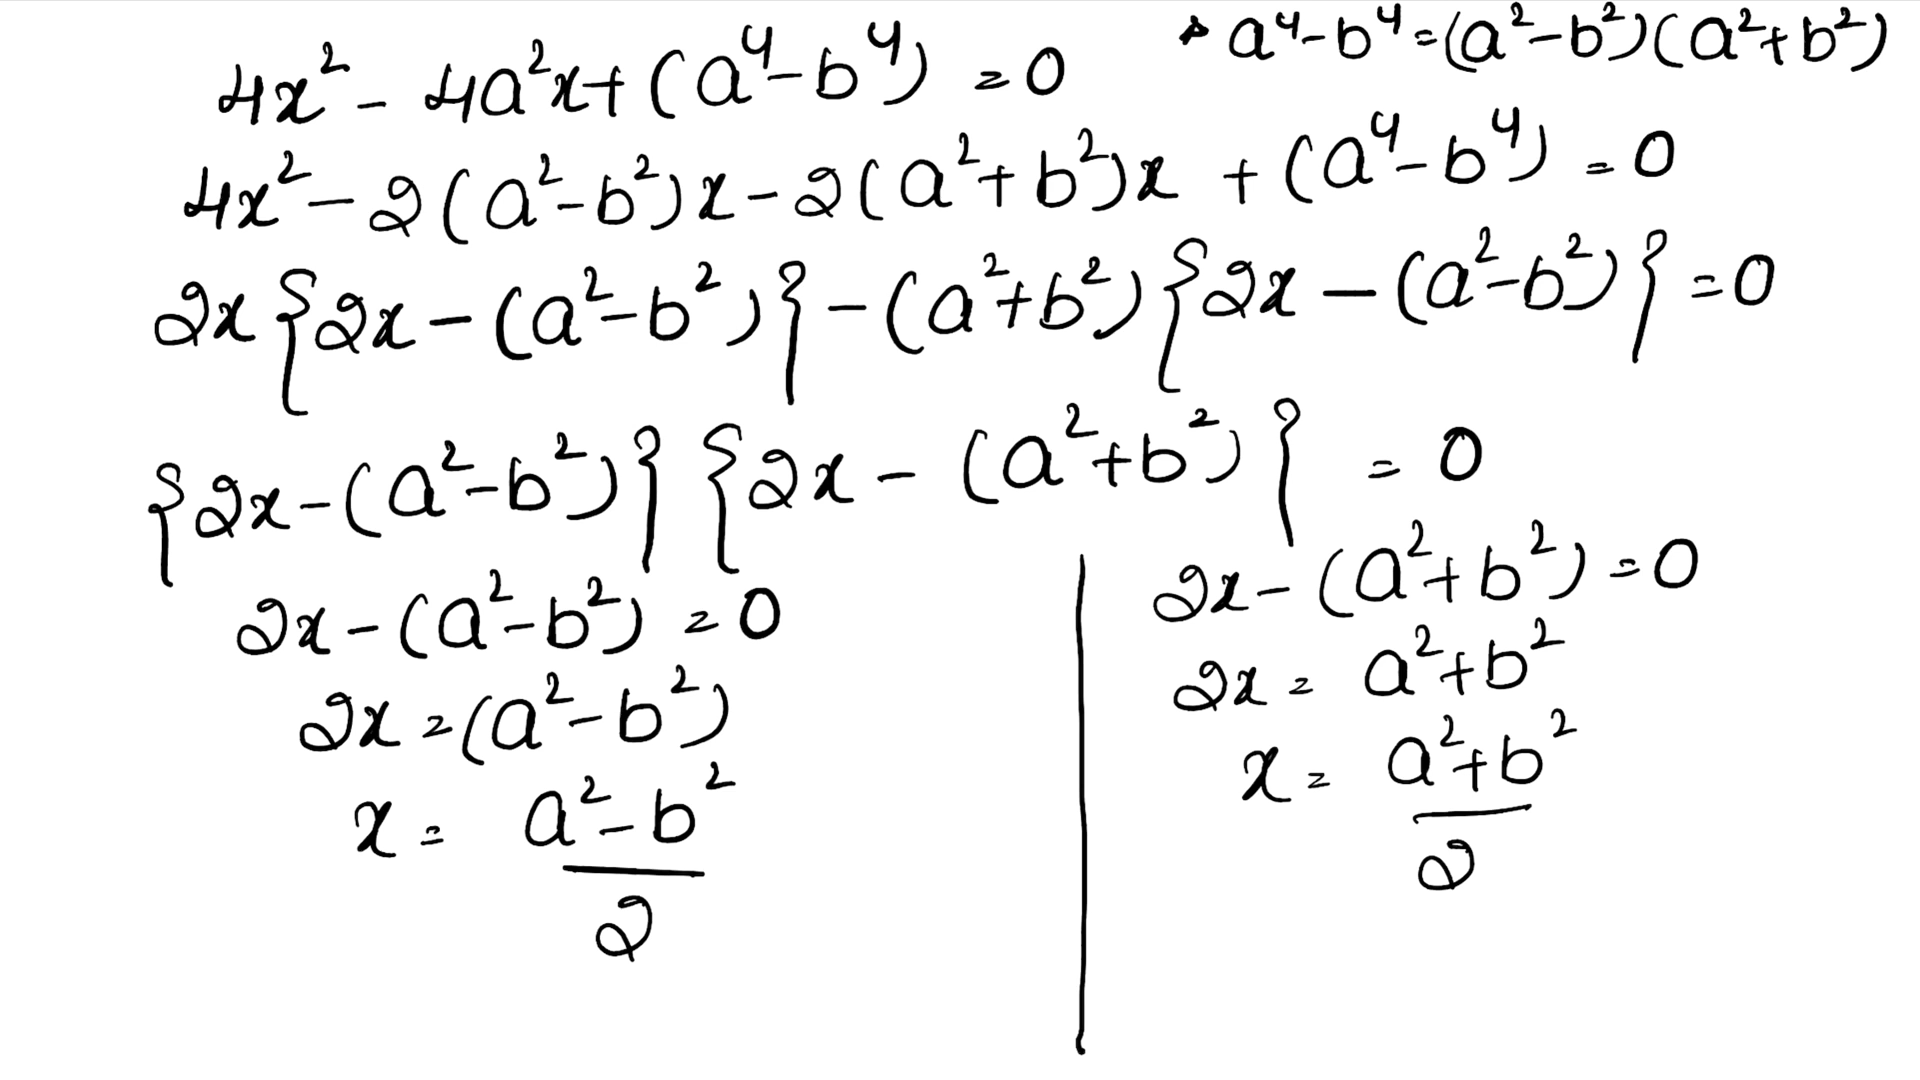 4x² - 4a²x + (a⁴ - b⁴) = 0
* a⁴ - b⁴ = (a² - b²)(a² + b²)
4x² - 2(a² - b²)x - 2(a² + b²)x + (a⁴ - b⁴) = 0
2x{2x - (a² - b²)} - (a² + b²){2x - (a² - b²)} = 0
{2x - (a² - b²)}{2x - (a² + b²)} = 0
2x - (a² - b²) = 0
2x = (a² - b²)
x = a² - b² / 2
2x - (a² + b²) = 0
2x = a² + b²
x = a² + b² / 2